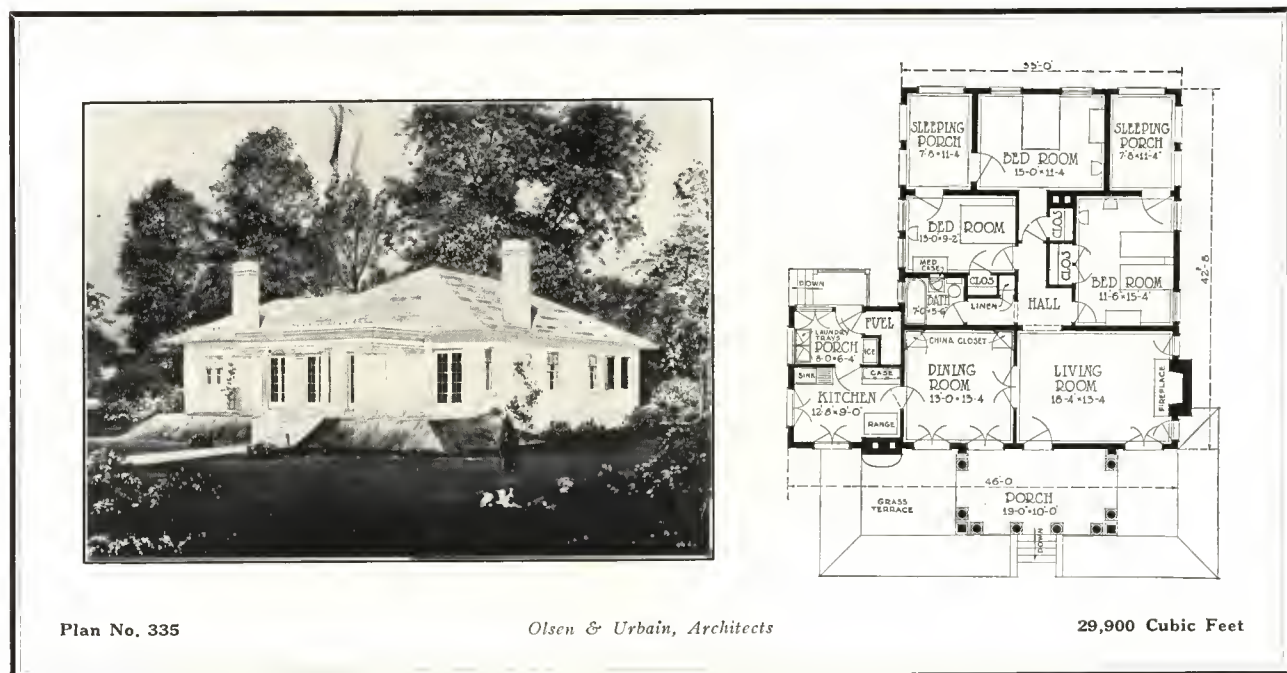 33'-0"
SLEEPING
PORCH
7'-8×11-4
BED ROOM
15'-0"×11-4
SLEEPING
PORCH
7'-8×11-4"
BED ROOM
13-0×9-2
CLOS
CLOS
MED
CASE
CLOS
BED ROOM
11-6×15-4"
42'-8
DOWN
BATH
7'-0×5-6
LINEN
HALL
FUEL
LAUNDRY
TRAYS
PORCH
8-0×6-4"
ICE
CHINA CLOSET
SINK
CASE
DINING
ROOM
13-0×13-4
LIVING
ROOM
18-4"×13-4
FIREPLACE
KITCHEN
12'-8×9'-0"
RANGE
46-0
GRASS
TERRACE
PORCH
19-0"×10'-0"
DOWN
Plan No. 335
Olsen & Urbain, Architects
29,900 Cubic Feet